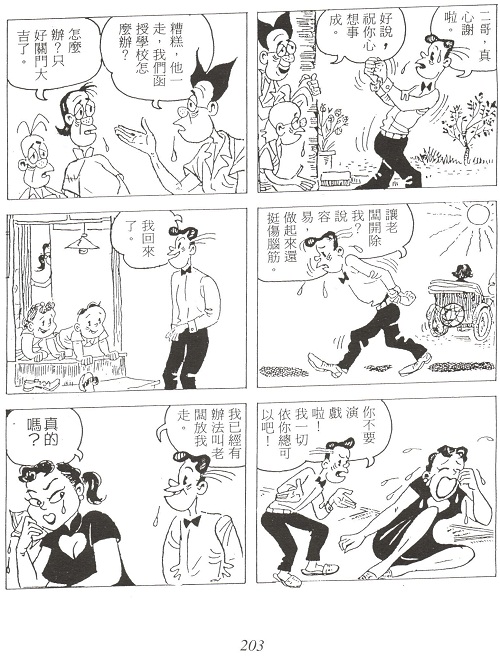 二哥，真
心謝
啦。
好說，
祝你心
想事
成。
糟糕，他一
走，我們函
授學校怎
麼辦？
怎麼
辦？只
好關門大
吉了。
讓老
闆開除
我？
說
容
易，
做起來還
挺傷腦筋。
我回來
了。
你不要
演
戲
啦！
我一切
依你總可
以吧！
我已經有
辦法叫老
闆放我
走。
真的
嗎？
203